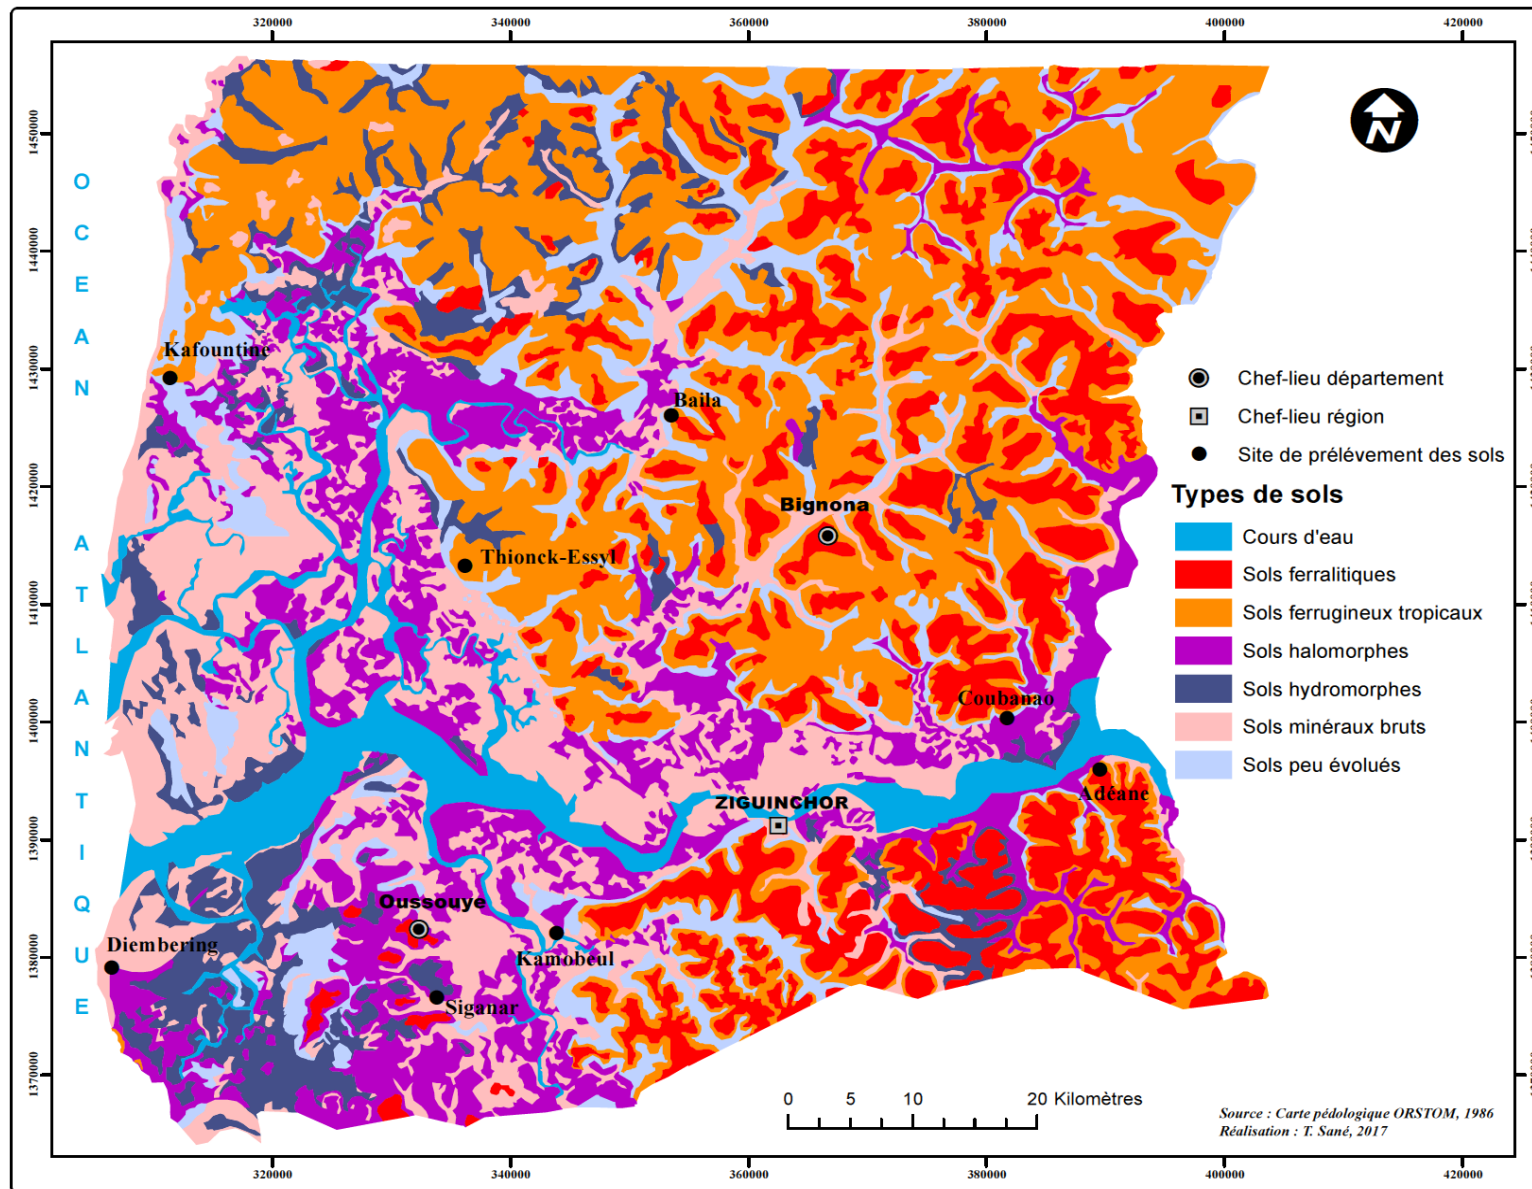 320000
340000
360000
380000
400000
420000
1450000
1440000
1430000
1420000
1410000
1400000
1390000
1380000
1370000
OCEAN
ATLANTIQUE
N
Kafountine
Baila
Bignona
Thionck-Essyl
Coubanao
Adéane
ZIGUINCHOR
Oussouye
Diembering
Kamobeul
Siganar
Chef-lieu département
Chef-lieu région
Site de prélévement des sols
Types de sols
Cours d'eau
Sols ferralitiques
Sols ferrugineux tropicaux
Sols halomorphes
Sols hydromorphes
Sols minéraux bruts
Sols peu évolués
0 5 10 20 Kilomètres
Source : Carte pédologique ORSTOM, 1986
Réalisation : T. Sané, 2017
320000
340000
360000
380000
400000
420000